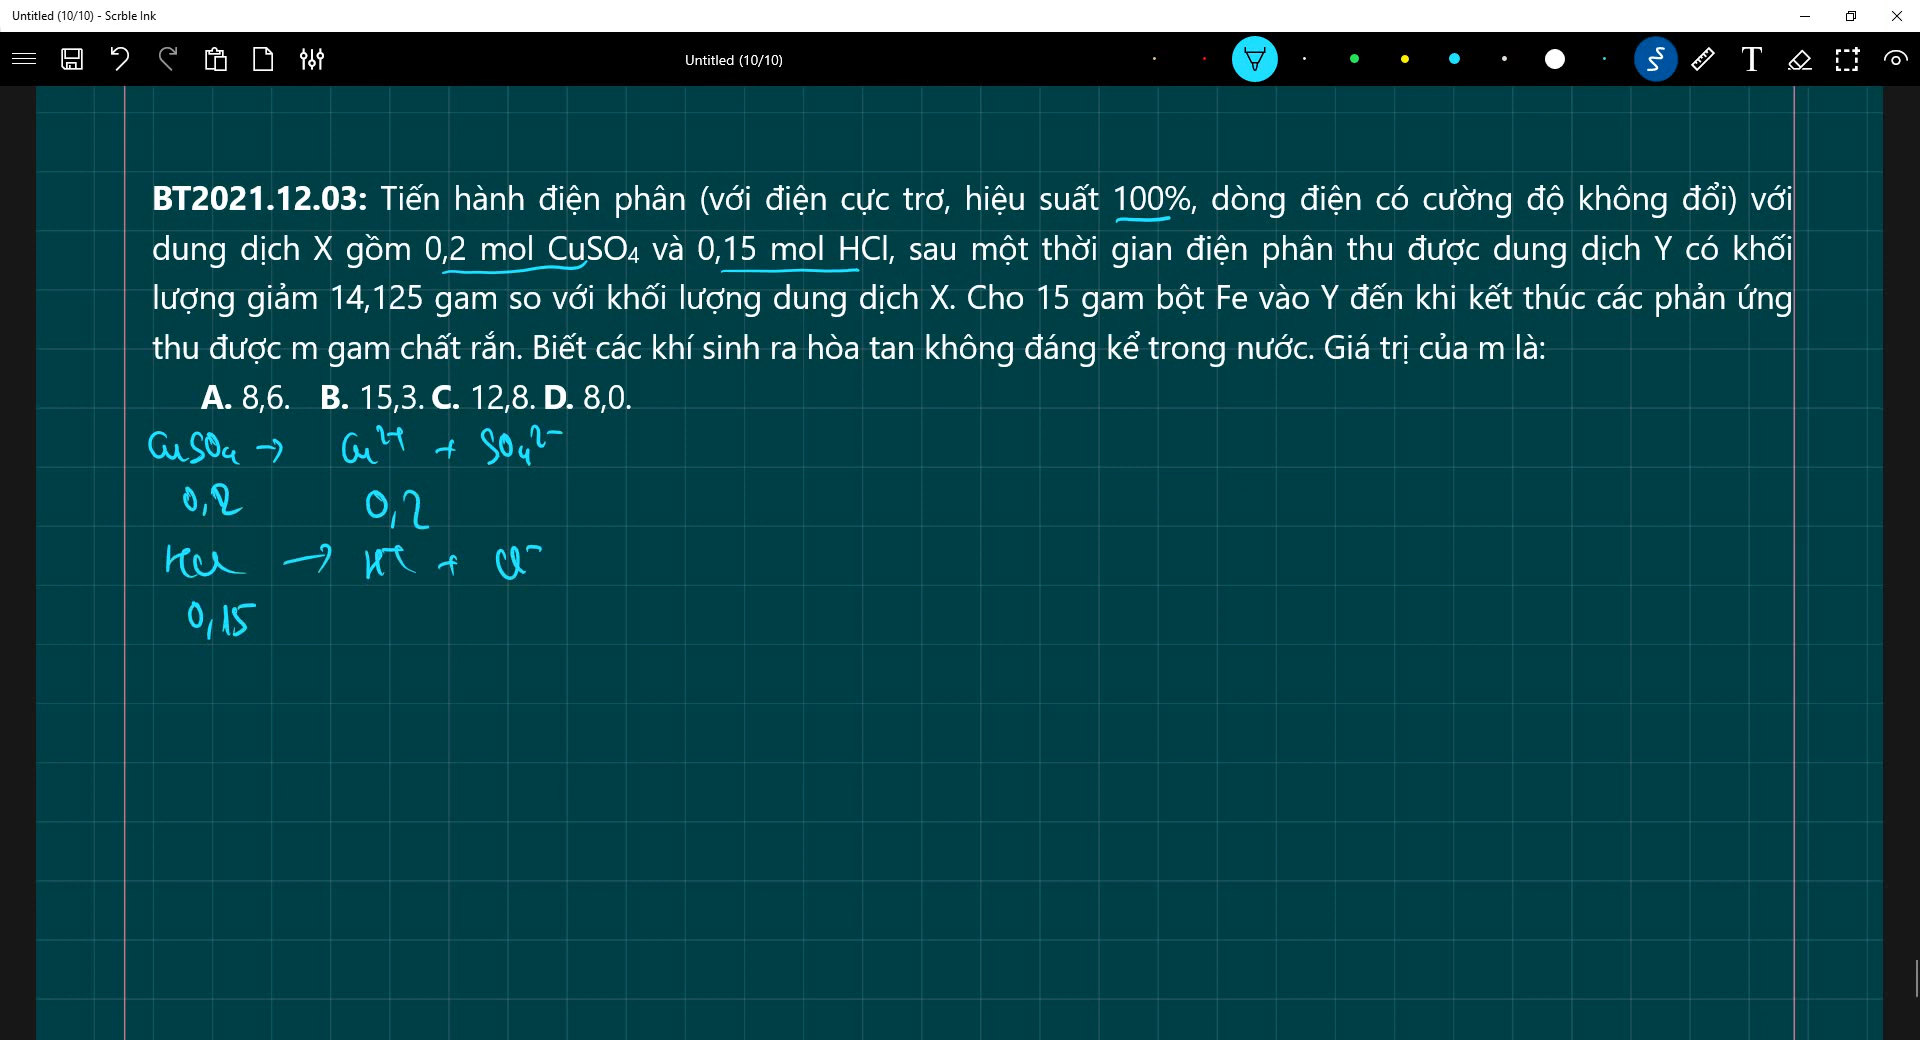 Untitled (10/10) - Scrble Ink
Untitled (10/10)
T
BT2021.12.03: Tiến hành điện phân (với điện cực trơ, hiệu suất 100%, dòng điện có cường độ không đổi) với
dung dịch X gồm 0,2 mol CuSO₄ và 0,15 mol HCl, sau một thời gian điện phân thu được dung dịch Y có khối
lượng giảm 14,125 gam so với khối lượng dung dịch X. Cho 15 gam bột Fe vào Y đến khi kết thúc các phản ứng
thu được m gam chất rắn. Biết các khí sinh ra hòa tan không đáng kể trong nước. Giá trị của m là:
A. 8,6. B. 15,3. C. 12,8. D. 8,0.
CuSO₄ → Cu²⁺ + SO₄²⁻
0,2 0,2
HCl → H⁺ + Cl⁻
0,15